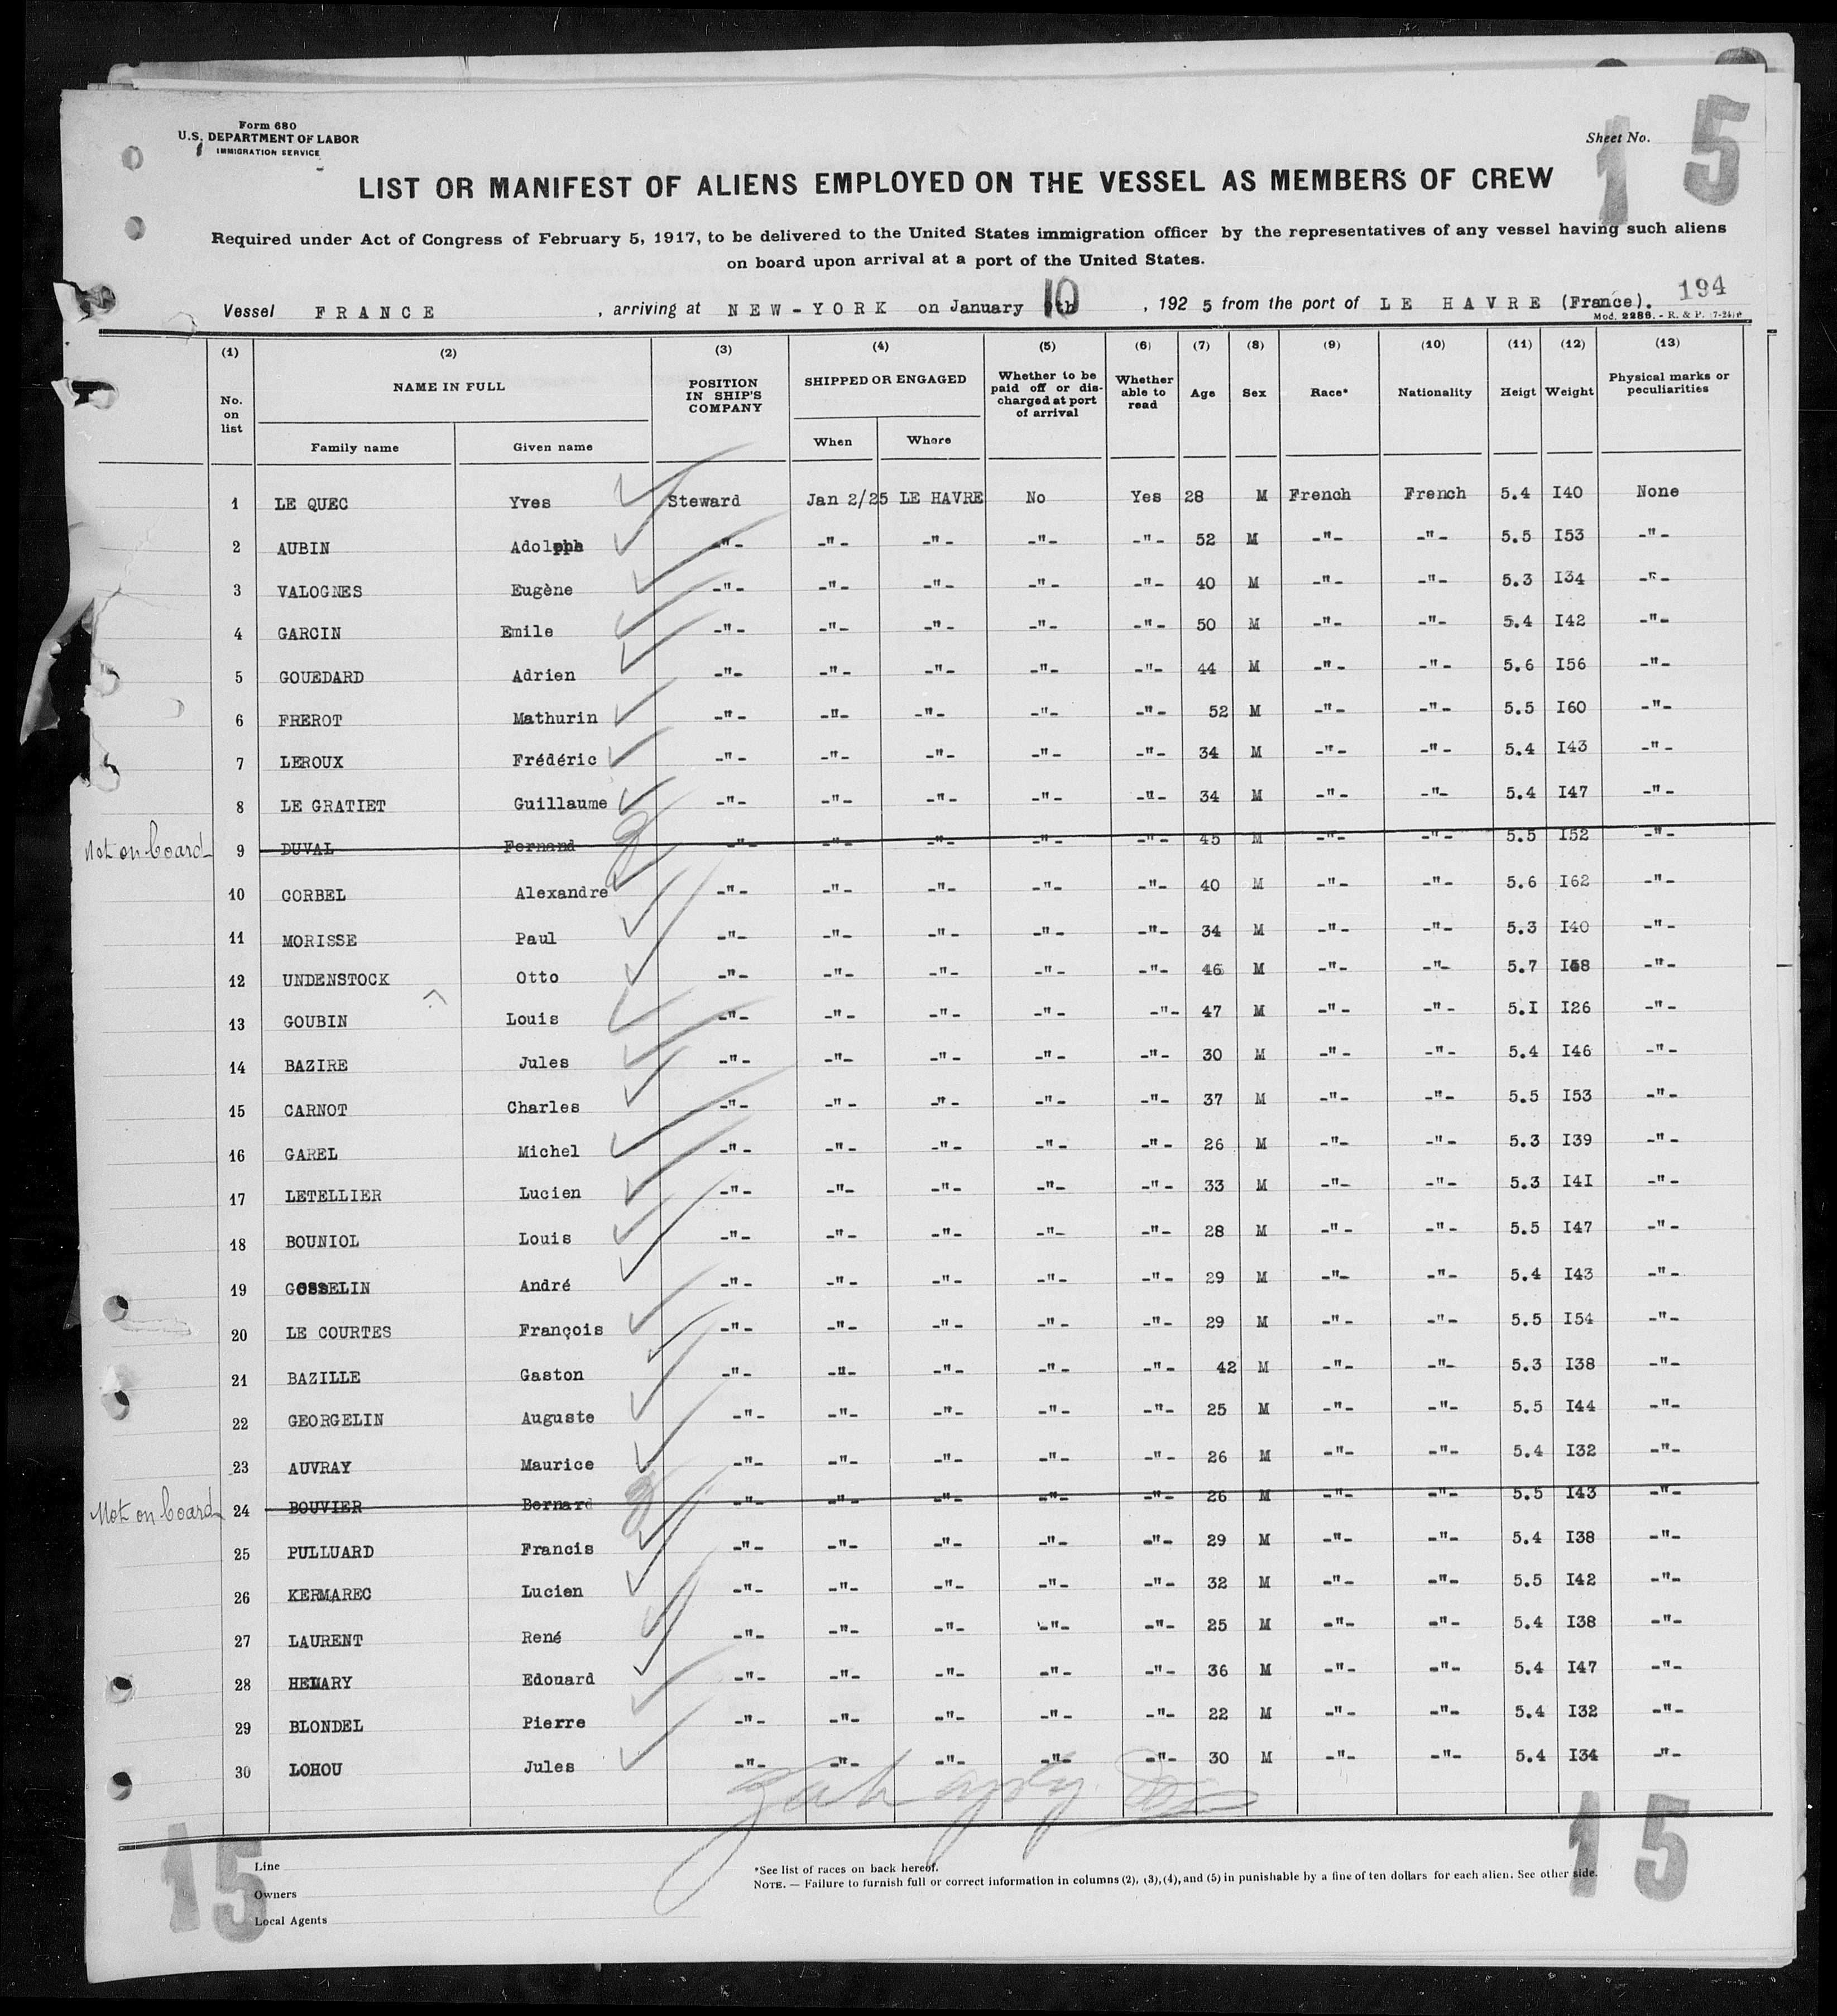 Form 680
U.S. DEPARTMENT OF LABOR
IMMIGRATION SERVICE
Sheet No.
15
LIST OR MANIFEST OF ALIENS EMPLOYED ON THE VESSEL AS MEMBERS OF CREW
Required under Act of Congress of February 5, 1917, to be delivered to the United States immigration officer by the representatives of any vessel having such aliens
on board upon arrival at a port of the United States.
194
Vessel FRANCE , arriving at NEW-YORK on January 10 , 1925 from the port of LE HAVRE (France).
Mod. 2286. - R. & P. 7-24
(1) (2) (3) (4) (5) (6) (7) (8) (9) (10) (11) (12) (13)
No. on list NAME IN FULL Family name Given name POSITION IN SHIP'S COMPANY SHIPPED OR ENGAGED When Where Whether to be paid off or dis-charged at port of arrival Whether able to read Age Sex Race* Nationality Heigt Weight Physical marks or peculiarities
1 LE QUEC Yves Steward Jan 2/25 LE HAVRE No Yes 28 M French French 5.4 I40 None
2 AUBIN Adolphe -"- -"- -"- -"- -"- 52 M -"- -"- 5.5 I53 -"-
3 VALOGNES Eugène -"- -"- -"- -"- -"- 40 M -"- -"- 5.3 I34 -"-
4 GARCIN Emile -"- -"- -"- -"- -"- 50 M -"- -"- 5.4 I42 -"-
5 GOUEDARD Adrien -"- -"- -"- -"- -"- 44 M -"- -"- 5.6 I56 -"-
6 FREROT Mathurin -"- -"- -"- -"- -"- 52 M -"- -"- 5.5 I60 -"-
7 LEROUX Frédéric -"- -"- -"- -"- -"- 34 M -"- -"- 5.4 I43 -"-
8 LE GRATIET Guillaume -"- -"- -"- -"- -"- 34 M -"- -"- 5.4 I47 -"-
Not on board 9 DUVAL Fernand -"- -"- -"- -"- -"- 45 M -"- -"- 5.5 I52 -"-
10 CORBEL Alexandre -"- -"- -"- -"- -"- 40 M -"- -"- 5.6 I62 -"-
11 MORISSE Paul -"- -"- -"- -"- -"- 34 M -"- -"- 5.3 I40 -"-
12 UNDENSTOCK Otto -"- -"- -"- -"- -"- 46 M -"- -"- 5.7 -"-
13 GOUBIN Louis -"- -"- -"- -"- -"- 47 M -"- -"- 5.I I26 -"-
14 BAZIRE Jules -"- -"- -"- -"- -"- 30 M -"- -"- 5.4 I46 -"-
15 CARNOT Charles -"- -"- -"- -"- -"- 37 M -"- -"- 5.5 I53 -"-
16 GAREL Michel -"- -"- -"- -"- -"- 26 M -"- -"- 5.3 I39 -"-
17 LETELLIER Lucien -"- -"- -"- -"- -"- 33 M -"- -"- 5.3 I4I -"-
18 BOUNIOL Louis -"- -"- -"- -"- -"- 28 M -"- -"- 5.5 I47 -"-
19 GOSSELIN André -"- -"- -"- -"- -"- 29 M -"- -"- 5.4 I43 -"-
20 LE COURTES François -"- -"- -"- -"- -"- 29 M -"- -"- 5.5 I54 -"-
21 BAZILLE Gaston -"- -"- -"- -"- -"- 42 M -"- -"- 5.3 I38 -"-
22 GEORGELIN Auguste -"- -"- -"- -"- -"- 25 M -"- -"- 5.5 I44 -"-
23 AUVRAY Maurice -"- -"- -"- -"- -"- 26 M -"- -"- 5.4 I32 -"-
Not on board 24 BOUVIER Bernard -"- -"- -"- -"- -"- 26 M -"- -"- 5.5 I43 -"-
25 PULLUARD Francis -"- -"- -"- -"- -"- 29 M -"- -"- 5.4 I38 -"-
26 KERMAREC Lucien -"- -"- -"- -"- -"- 32 M -"- -"- 5.5 I42 -"-
27 LAURENT René -"- -"- -"- -"- -"- 25 M -"- -"- 5.4 I38 -"-
28 HELARY Edouard -"- -"- -"- -"- -"- 36 M -"- -"- 5.4 I47 -"-
29 BLONDEL Pierre -"- -"- -"- -"- -"- 22 M -"- -"- 5.4 I32 -"-
30 LOHOU Jules -"- -"- -"- -"- -"- 30 M -"- -"- 5.4 I34 -"-
15
15
Line
Owners
Local Agents
*See list of races on back hereof.
NOTE. — Failure to furnish full or correct information in columns (2), (3), (4), and (5) in punishable by a fine of ten dollars for each alien. See other side.